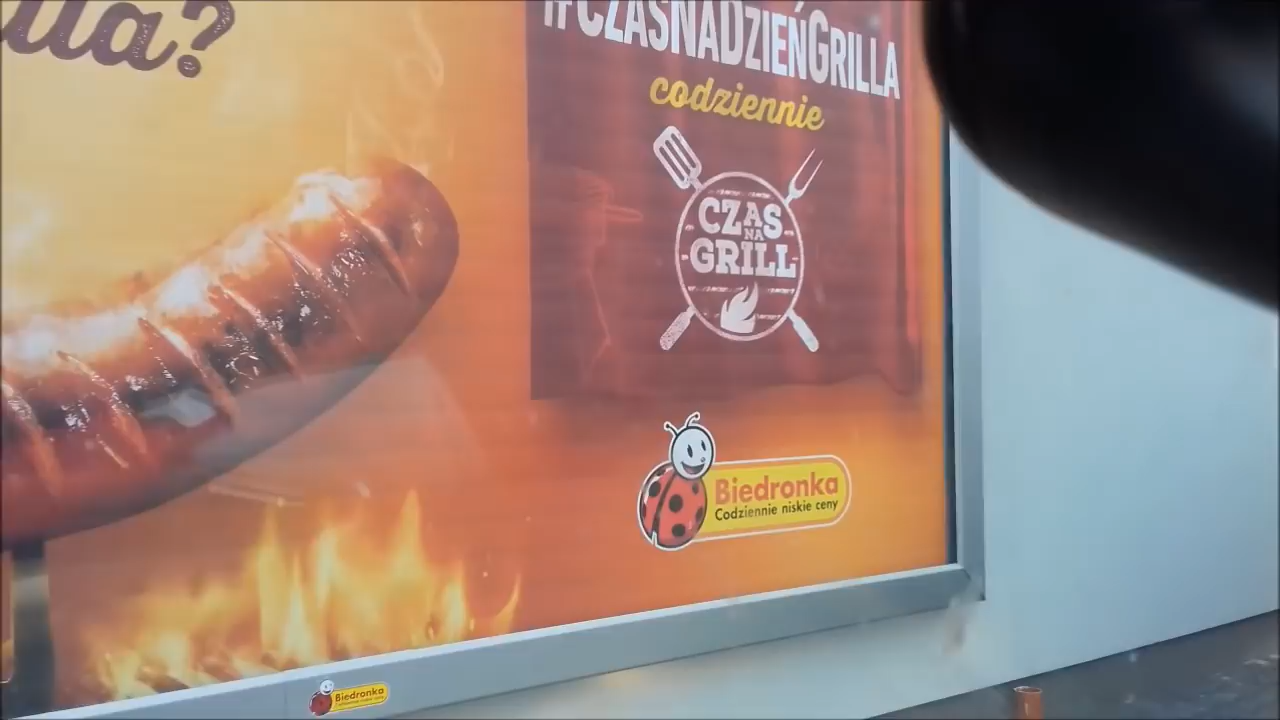 #CZASNADZIEŃGRILLA
codziennie
CZAS
NA
GRILL
Biedronka
Codziennie niskie ceny
Biedronka